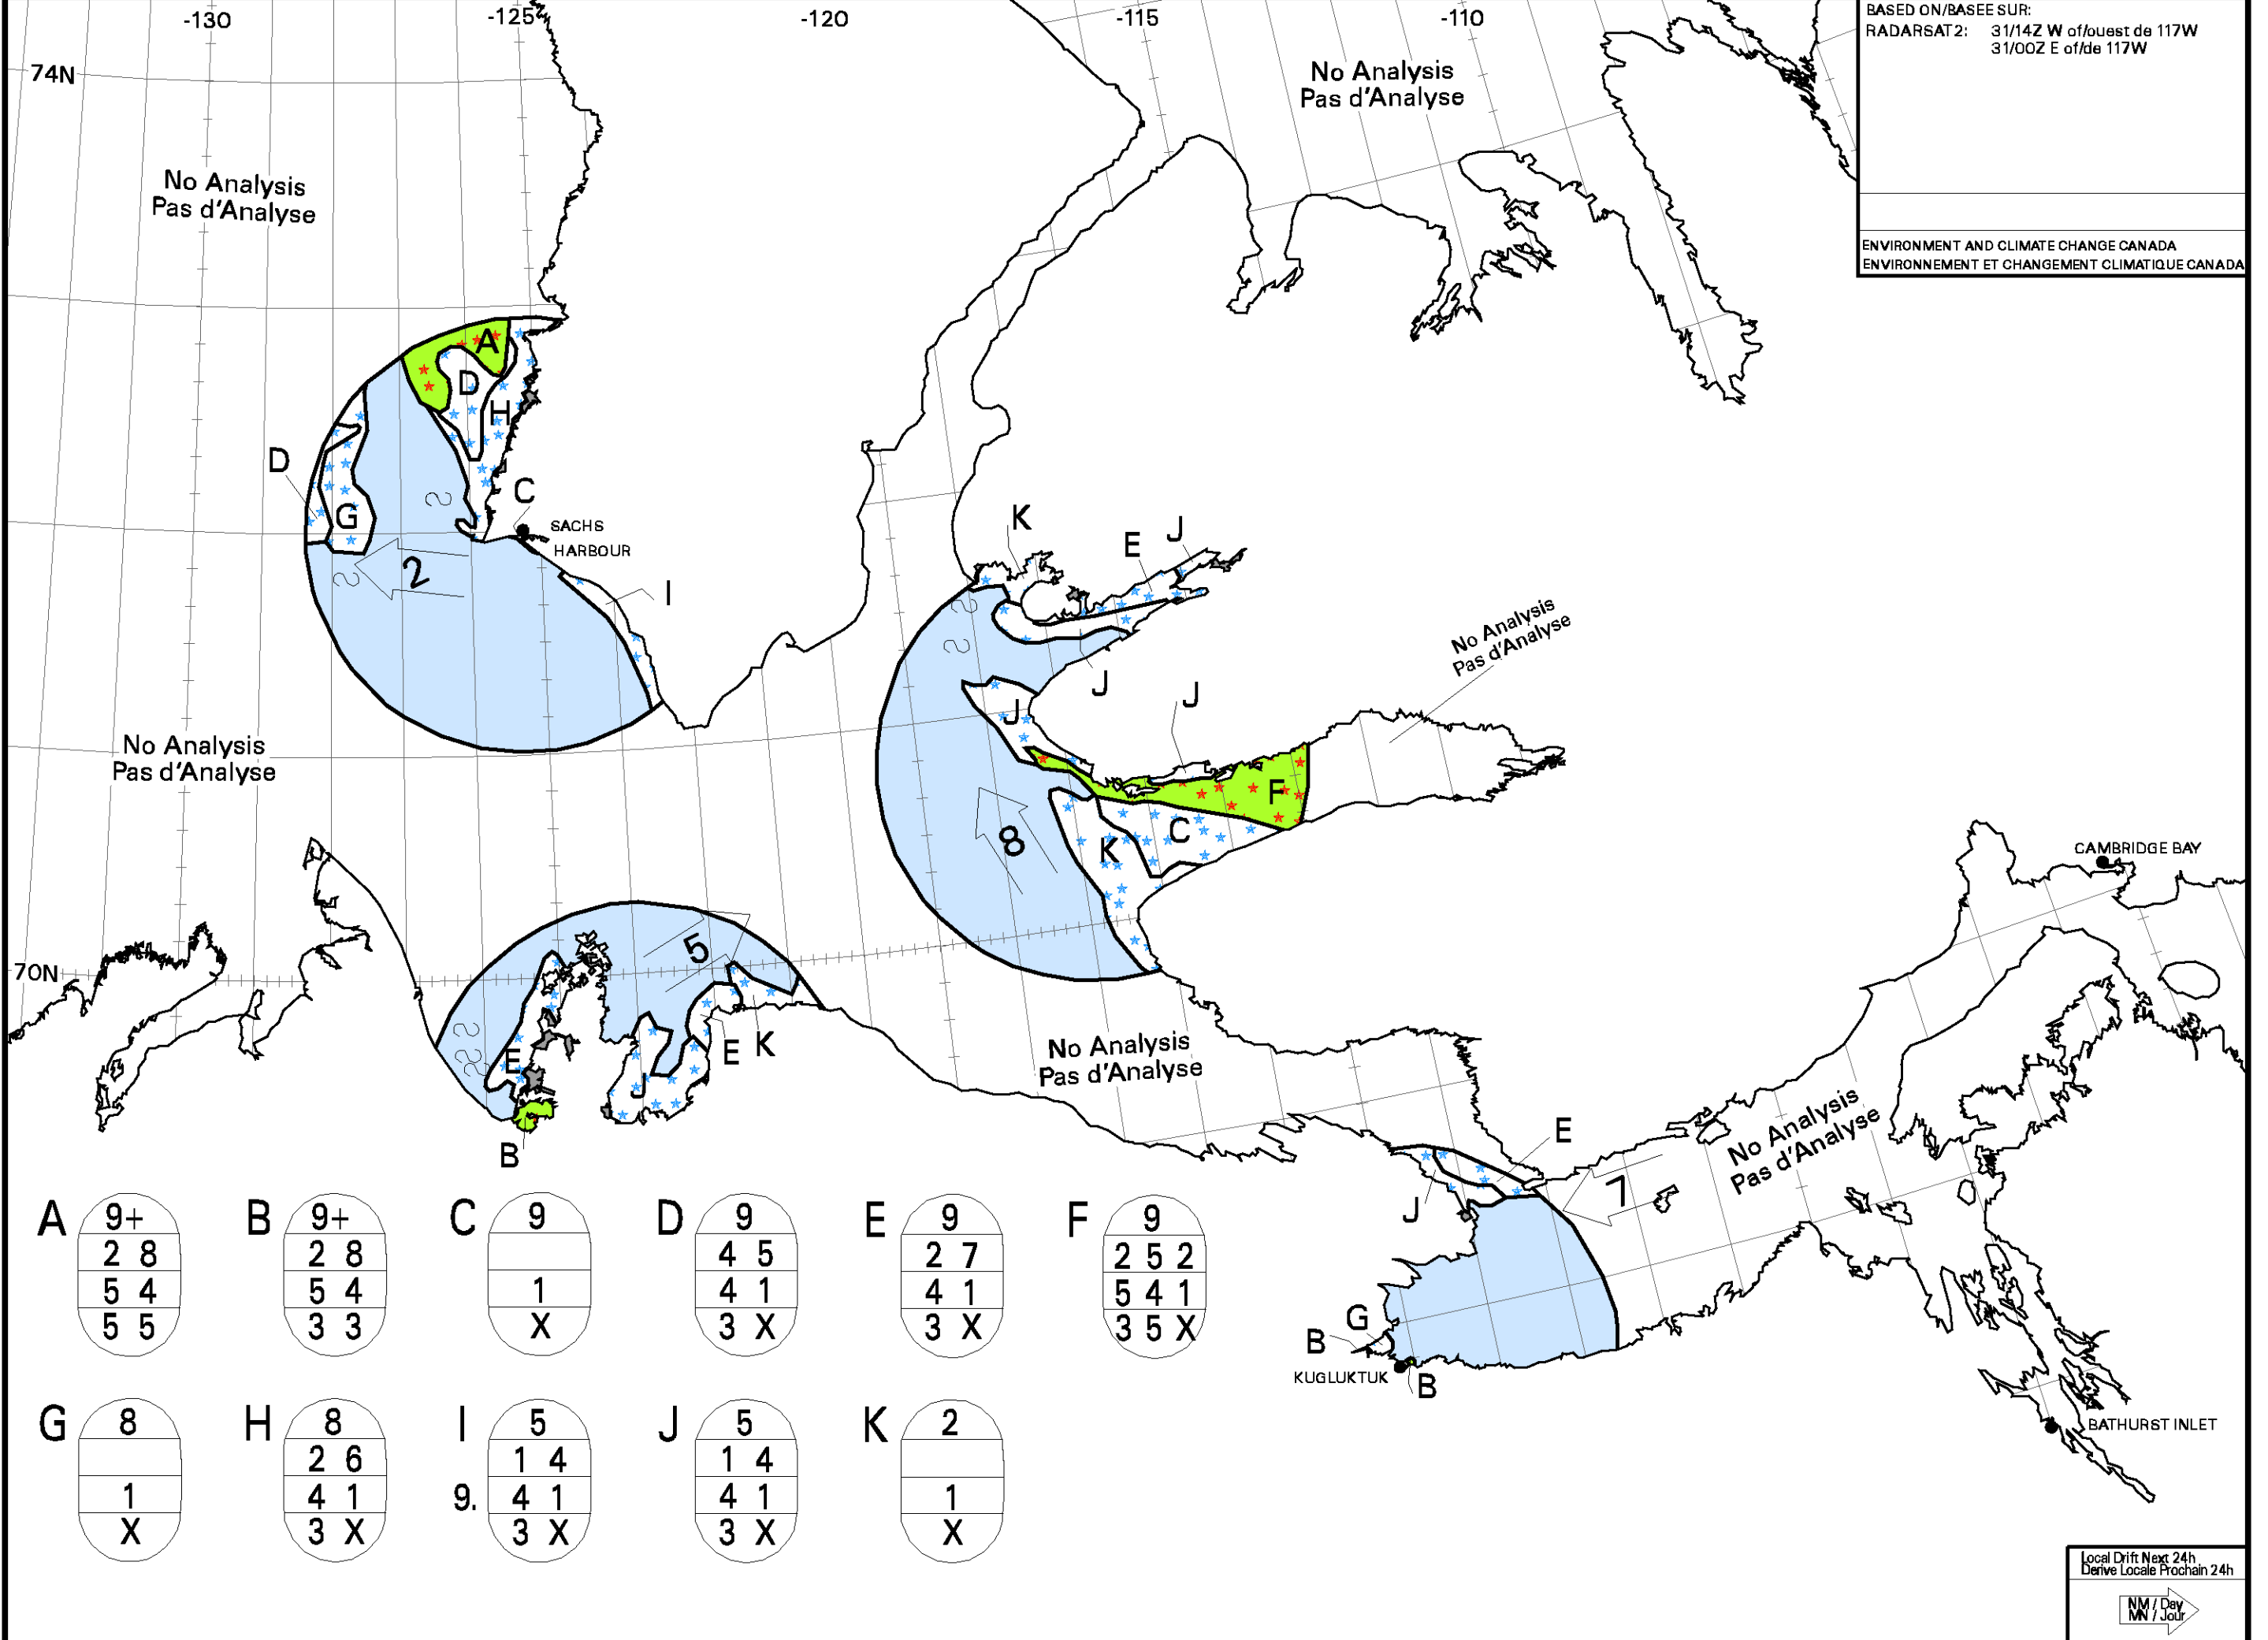 -130
-125
-120
-115
-110
BASED ON/BASEE SUR:
RADARSAT2: 31/14Z W of/ouest de 117W
31/00Z E of/de 117W
74N
No Analysis
Pas d'Analyse
No Analysis
Pas d'Analyse
ENVIRONMENT AND CLIMATE CHANGE CANADA
ENVIRONNEMENT ET CHANGEMENT CLIMATIQUE CANADA
A
D
H
D
G
C
SACHS
HARBOUR
2
I
K
E
J
J
J
J
No Analysis
Pas d'Analyse
No Analysis
Pas d'Analyse
F
C
K
8
CAMBRIDGE BAY
70N
5
E
J
E
K
B
No Analysis
Pas d'Analyse
No Analysis
Pas d'Analyse
E
J
7
G
B
KUGLUKTUK
B
BATHURST INLET
A
9+
2 8
5 4
5 5
B
9+
2 8
5 4
3 3
C
9
1
X
D
9
4 5
4 1
3 X
E
9
2 7
4 1
3 X
F
9
2 5 2
5 4 1
3 5 X
G
8
1
X
H
8
2 6
4 1
3 X
I
5
1 4
9. 4 1
3 X
J
5
1 4
4 1
3 X
K
2
1
X
Local Drift Next 24h
Derive Locale Prochain 24h
NM / Day
MN / Jour